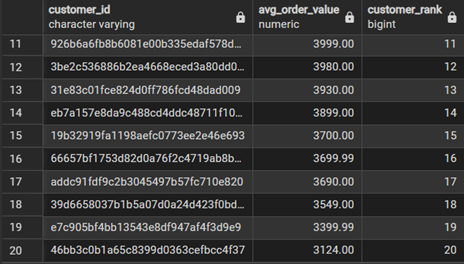 customer_id avg_order_value customer_rank
character varying numeric bigint
11 926b6a6fb8b6081e00b335edaf578d... 3999.00 11
12 3be2c536886b2ea4668eced3a80dd0... 3980.00 12
13 31e83c01fce824d0ff786fcd48dad009 3930.00 13
14 eb7a157e8da9c488cd4ddc48711f10... 3899.00 14
15 19b32919fa1198aefc0773ee2e46e693 3700.00 15
16 66657bf1753d82d0a76f2c4719ab8b... 3699.99 16
17 addc91fdf9c2b3045497b57fc710e820 3690.00 17
18 39d6658037b1b5a07d0a24d423f0bd... 3549.00 18
19 e7c905bf4bb13543e8df947af4f3d9e9 3399.99 19
20 46bb3c0b1a65c8399d0363cefbcc4f37 3124.00 20